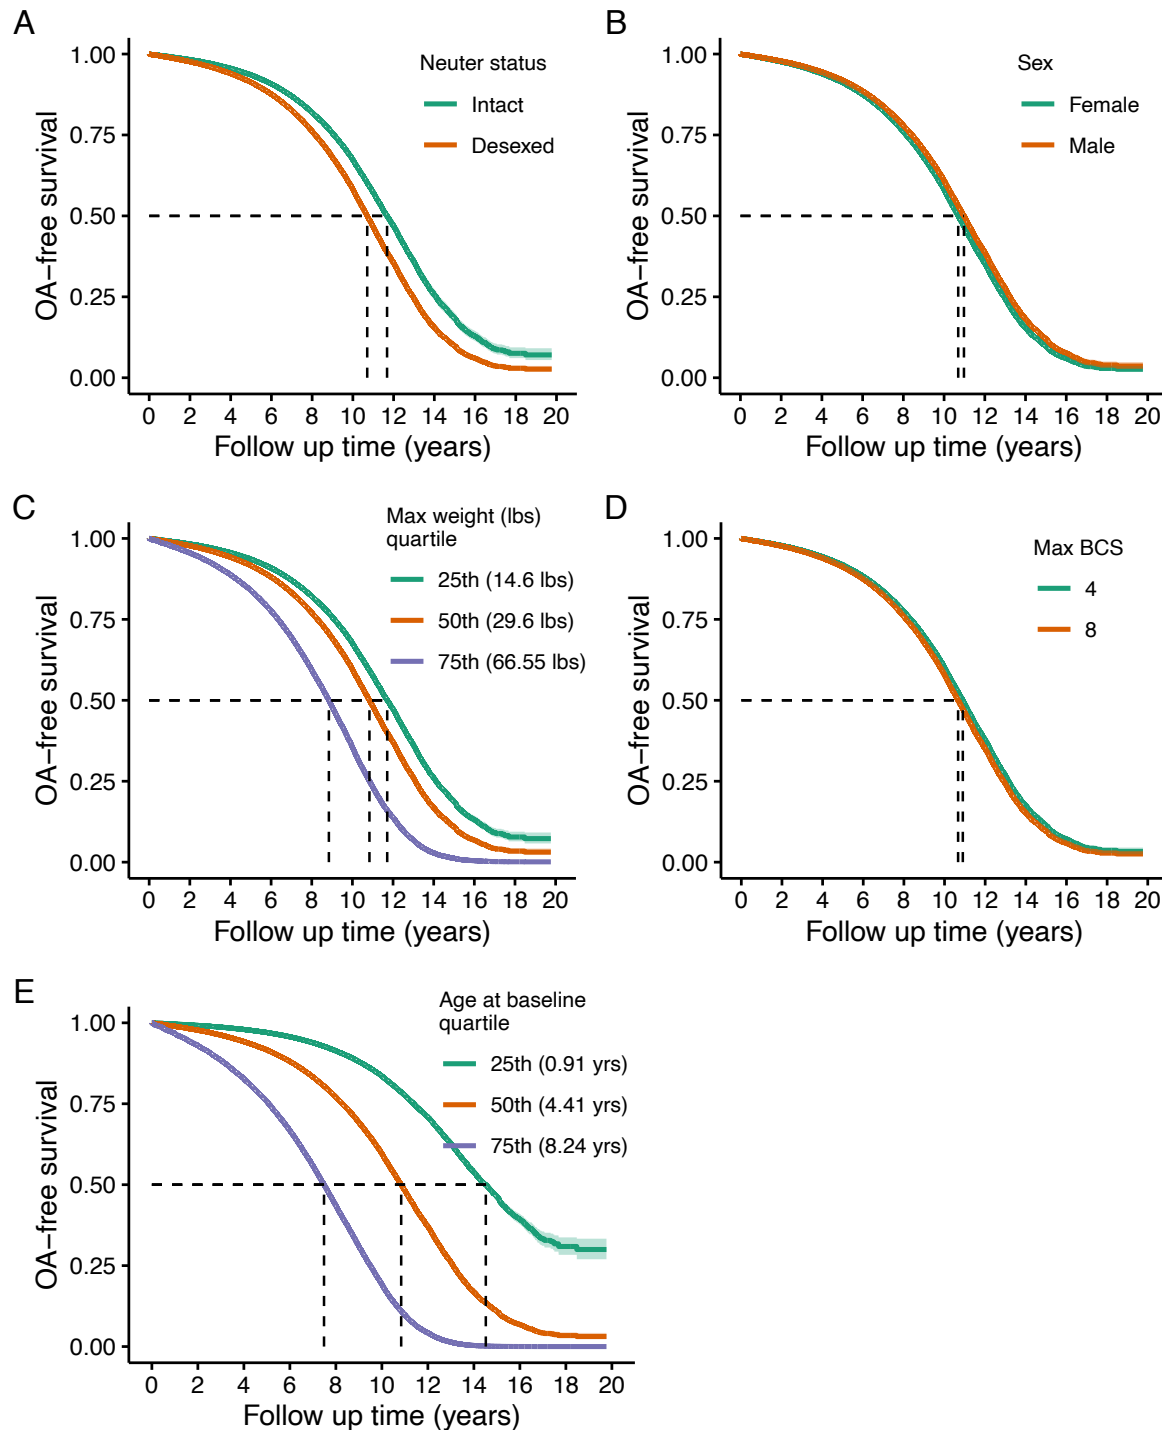 A
Neuter status
Intact
Desexed
OA−free survival
1.00
0.75
0.50
0.25
0.00
0 2 4 6 8 10 12 14 16 18 20
Follow up time (years)
B
Sex
Female
Male
OA−free survival
1.00
0.75
0.50
0.25
0.00
0 2 4 6 8 10 12 14 16 18 20
Follow up time (years)
C
Max weight (lbs)
quartile
25th (14.6 lbs)
50th (29.6 lbs)
75th (66.55 lbs)
OA−free survival
1.00
0.75
0.50
0.25
0.00
0 2 4 6 8 10 12 14 16 18 20
Follow up time (years)
D
Max BCS
4
8
OA−free survival
1.00
0.75
0.50
0.25
0.00
0 2 4 6 8 10 12 14 16 18 20
Follow up time (years)
E
Age at baseline
quartile
25th (0.91 yrs)
50th (4.41 yrs)
75th (8.24 yrs)
OA−free survival
1.00
0.75
0.50
0.25
0.00
0 2 4 6 8 10 12 14 16 18 20
Follow up time (years)